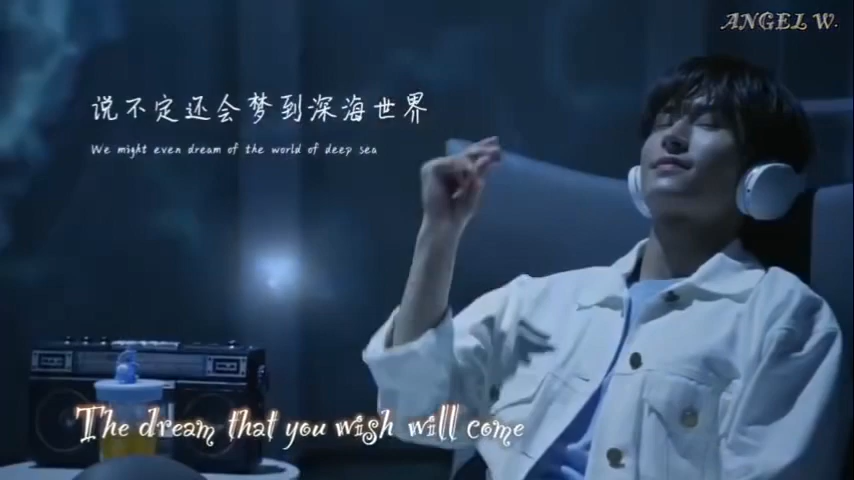 ANGEL W.
说不定还会梦到深海世界
We might even dream of the world of deep sea
The dream that you wish will come